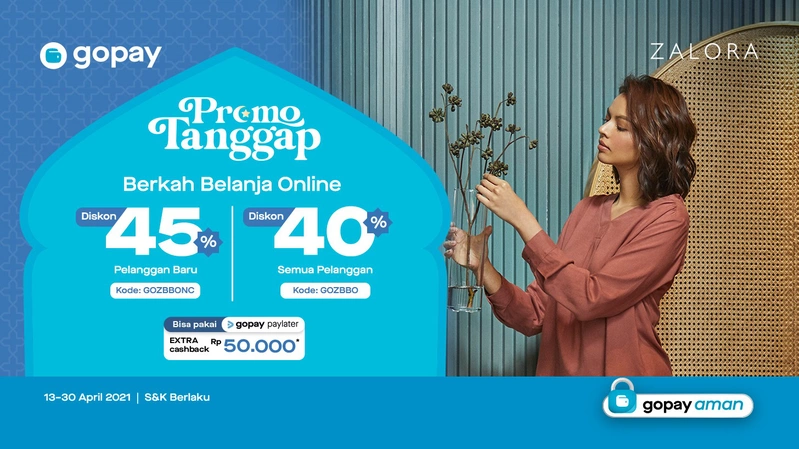 gopay
ZALORA
Promo
Tanggap
Berkah Belanja Online
Diskon 45%
Pelanggan Baru
Kode: GOZBBONC
Diskon 40%
Semua Pelanggan
Kode: GOZBBO
Bisa pakai gopay paylater
EXTRA cashback Rp 50.000*
13-30 April 2021 | S&K Berlaku
gopay aman